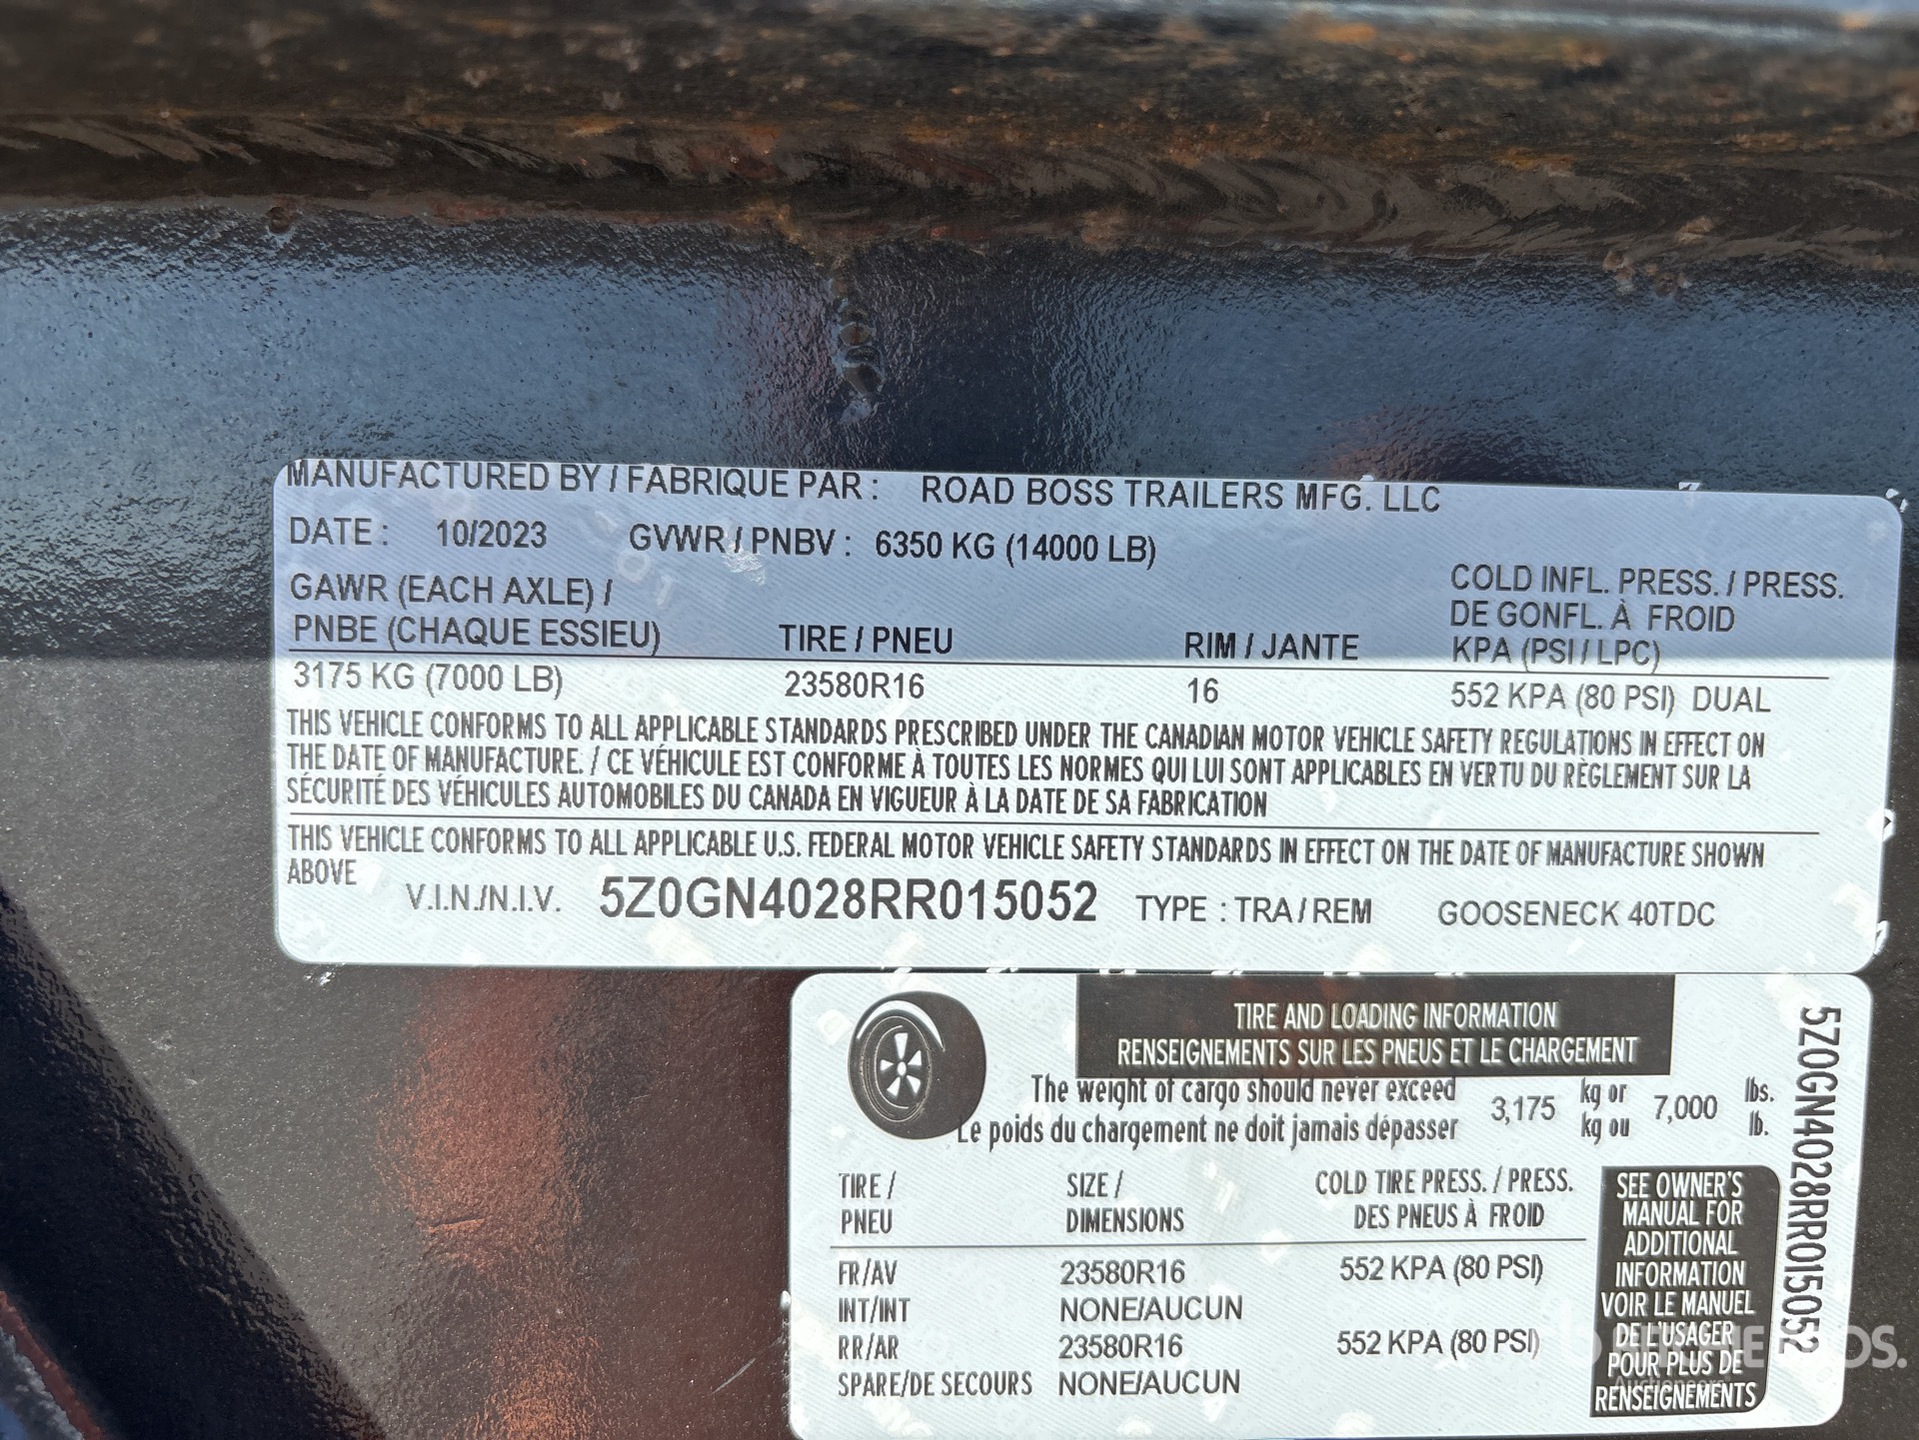 MANUFACTURED BY / FABRIQUE PAR : ROAD BOSS TRAILERS MFG. LLC
DATE : 10/2023 GVWR / PNBV : 6350 KG (14000 LB)
GAWR (EACH AXLE) /
PNBE (CHAQUE ESSIEU) TIRE / PNEU RIM / JANTE
COLD INFL. PRESS. / PRESS.
DE GONFL. À FROID
KPA (PSI / LPC)
3175 KG (7000 LB) 23580R16 16 552 KPA (80 PSI) DUAL
THIS VEHICLE CONFORMS TO ALL APPLICABLE STANDARDS PRESCRIBED UNDER THE CANADIAN MOTOR VEHICLE SAFETY REGULATIONS IN EFFECT ON
THE DATE OF MANUFACTURE. / CE VÉHICULE EST CONFORME À TOUTES LES NORMES QUI LUI SONT APPLICABLES EN VERTU DU RÈGLEMENT SUR LA
SÉCURITÉ DES VÉHICULES AUTOMOBILES DU CANADA EN VIGUEUR À LA DATE DE SA FABRICATION
THIS VEHICLE CONFORMS TO ALL APPLICABLE U.S. FEDERAL MOTOR VEHICLE SAFETY STANDARDS IN EFFECT ON THE DATE OF MANUFACTURE SHOWN
ABOVE
V.I.N./N.I.V. 5Z0GN4028RR015052 TYPE : TRA / REM GOOSENECK 40TDC
TIRE AND LOADING INFORMATION
RENSEIGNEMENTS SUR LES PNEUS ET LE CHARGEMENT
The weight of cargo should never exceed 3,175 kg or 7,000 lbs.
Le poids du chargement ne doit jamais dépasser kg ou lb.
TIRE / SIZE / COLD TIRE PRESS. / PRESS.
PNEU DIMENSIONS DES PNEUS À FROID
FR/AV 23580R16 552 KPA (80 PSI)
INT/INT NONE/AUCUN
RR/AR 23580R16 552 KPA (80 PSI)
SPARE/DE SECOURS NONE/AUCUN
SEE OWNER'S
MANUAL FOR
ADDITIONAL
INFORMATION
VOIR LE MANUEL
DE L'USAGER
POUR PLUS DE
RENSEIGNEMENTS
5Z0GN4028RR015052